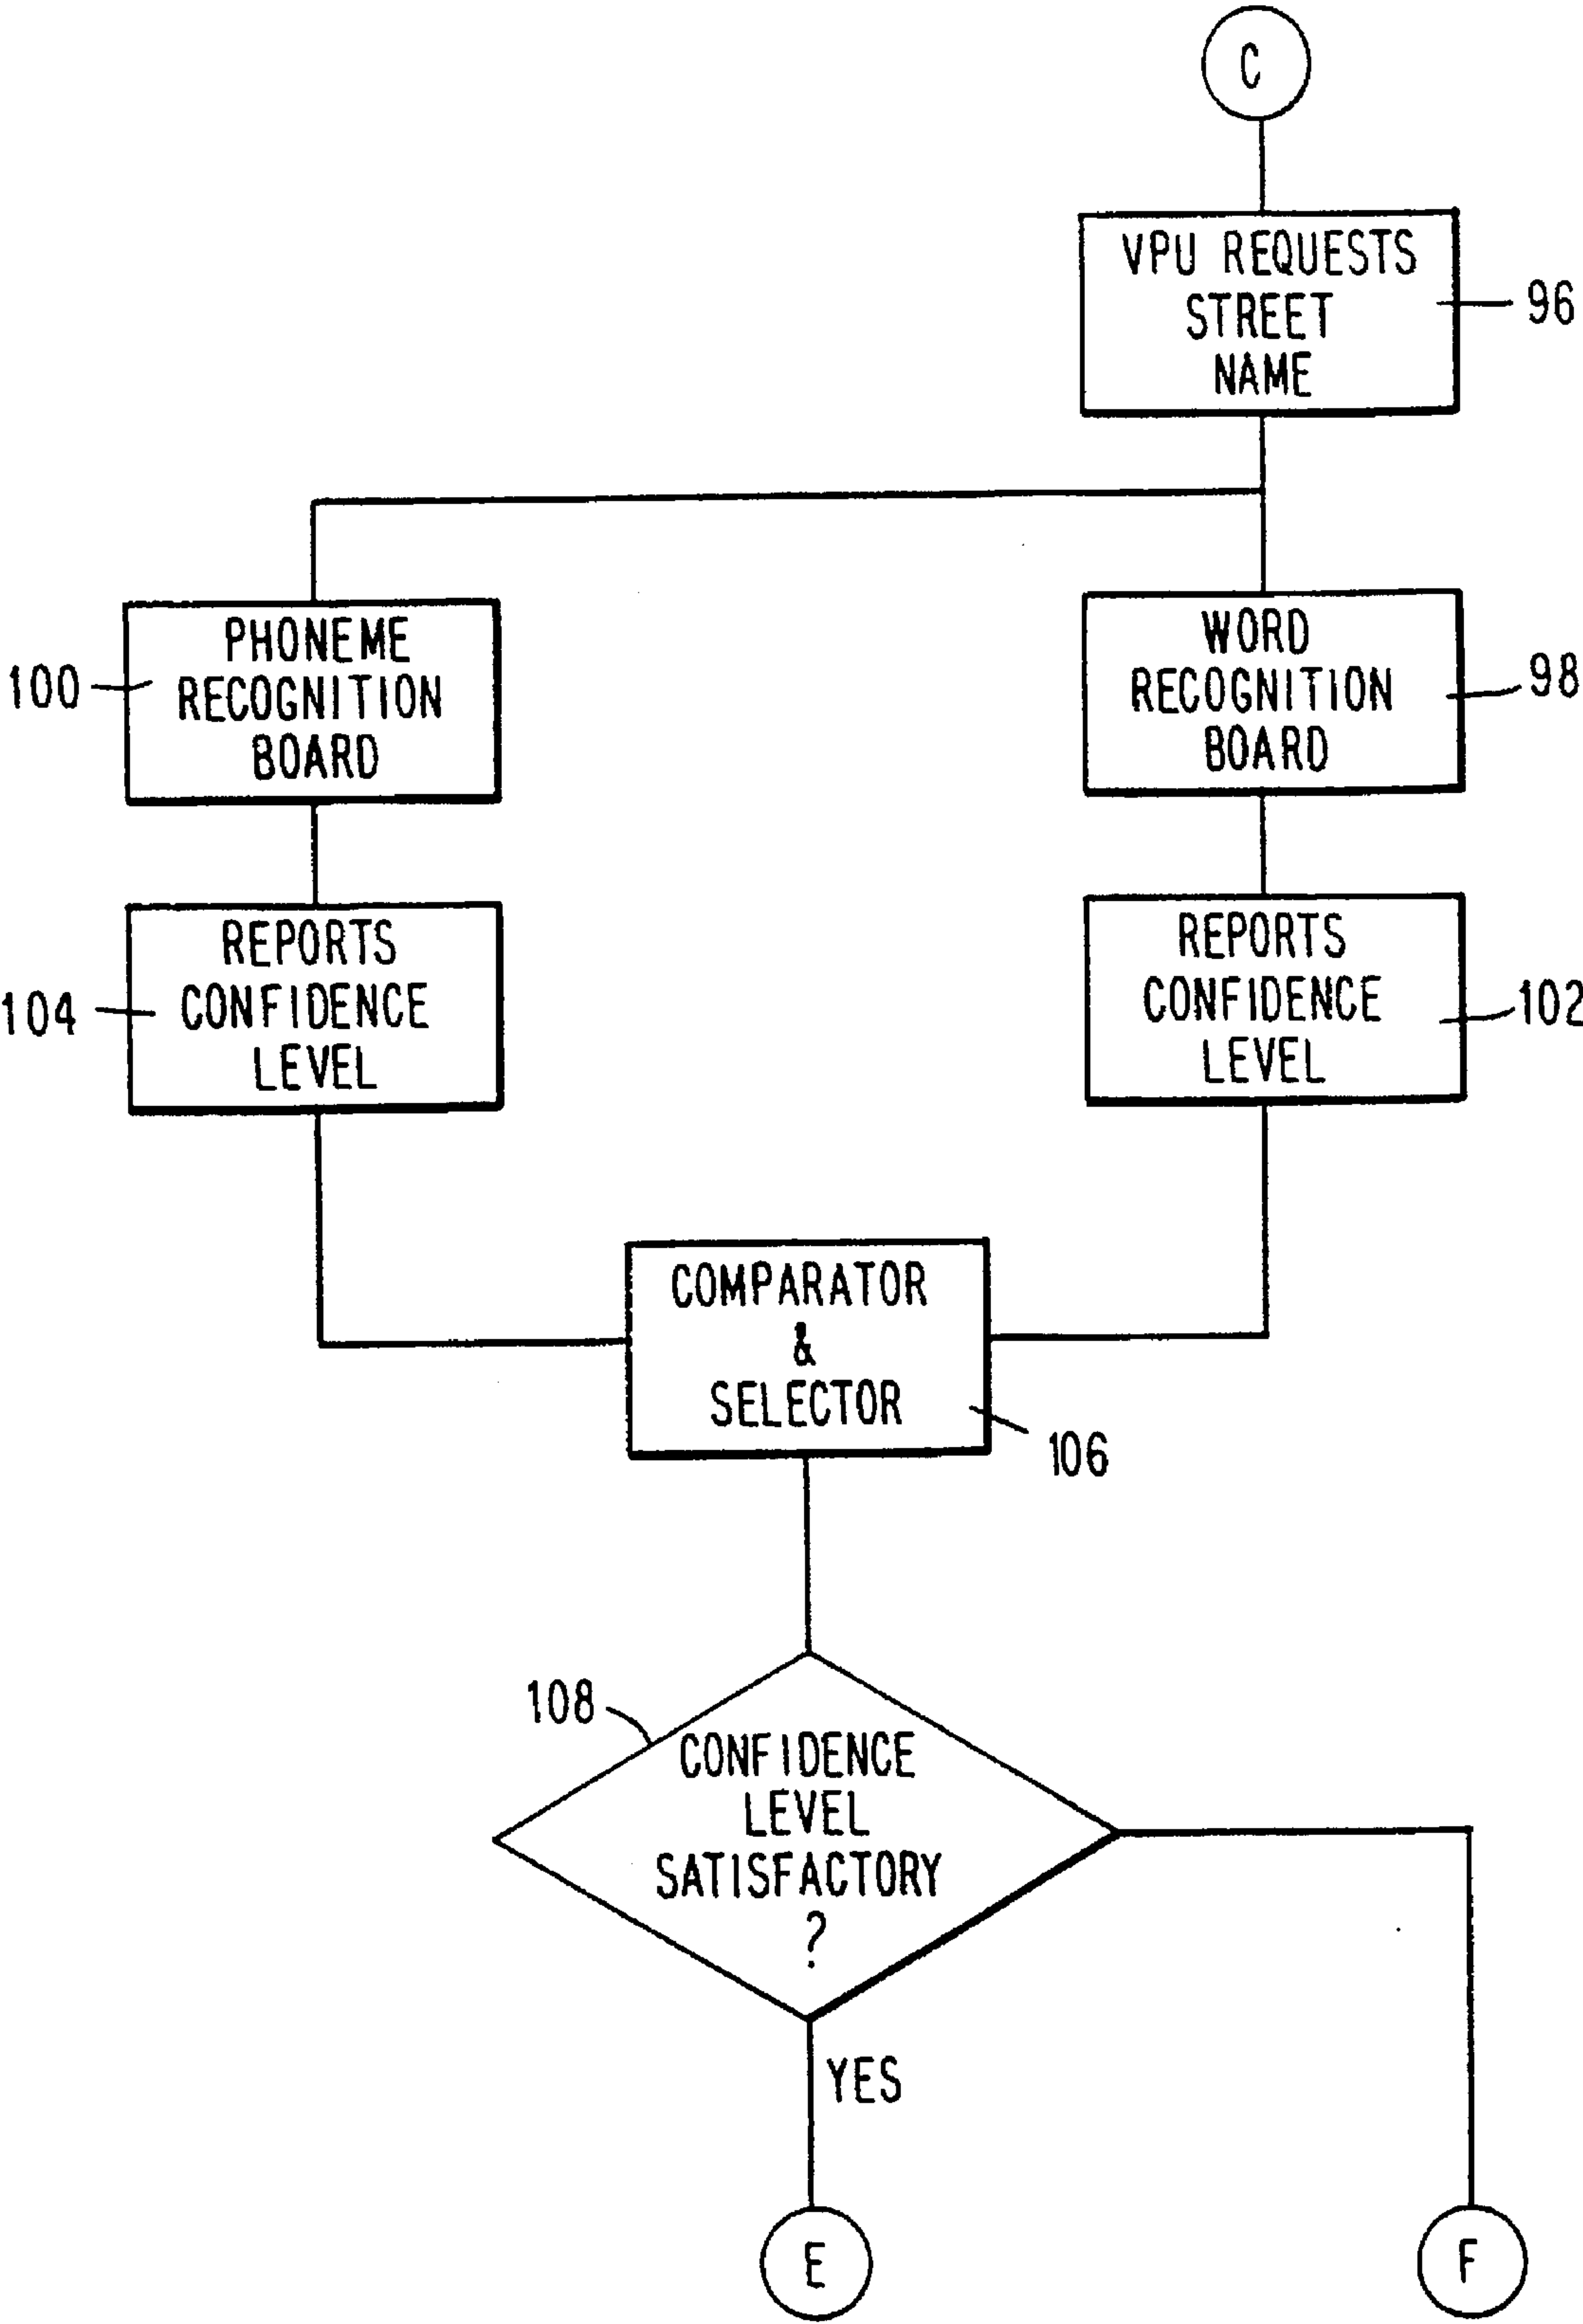 C
VPU REQUESTS
STREET
NAME
96
PHONEME
RECOGNITION
BOARD
100
WORD
RECOGNITION
BOARD
98
REPORTS
CONFIDENCE
LEVEL
104
REPORTS
CONFIDENCE
LEVEL
102
COMPARATOR
&
SELECTOR
106
108
CONFIDENCE
LEVEL
SATISFACTORY
?
YES
E
F